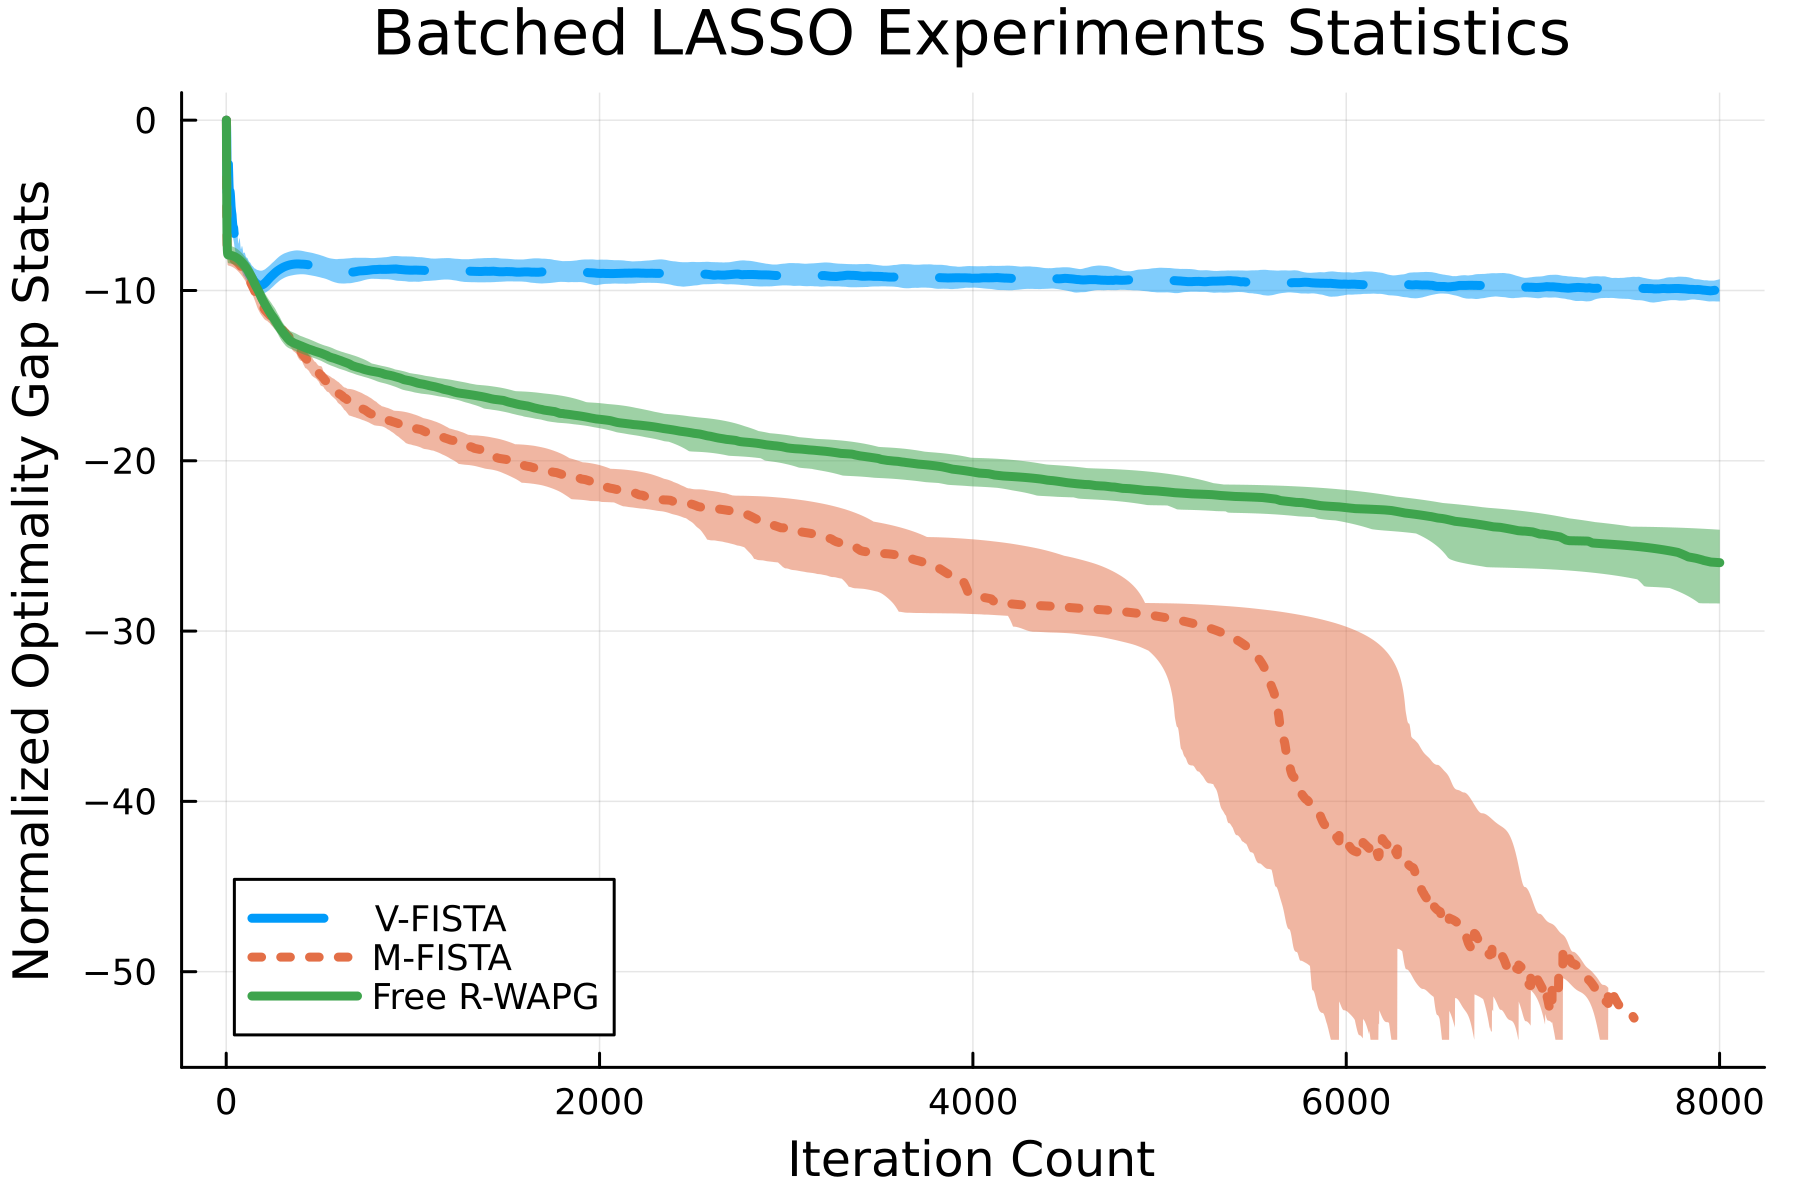 Batched LASSO Experiments Statistics
Normalized Optimality Gap Stats
0
−10
−20
−30
−40
−50
V-FISTA
M-FISTA
Free R-WAPG
0 2000 4000 6000 8000
Iteration Count